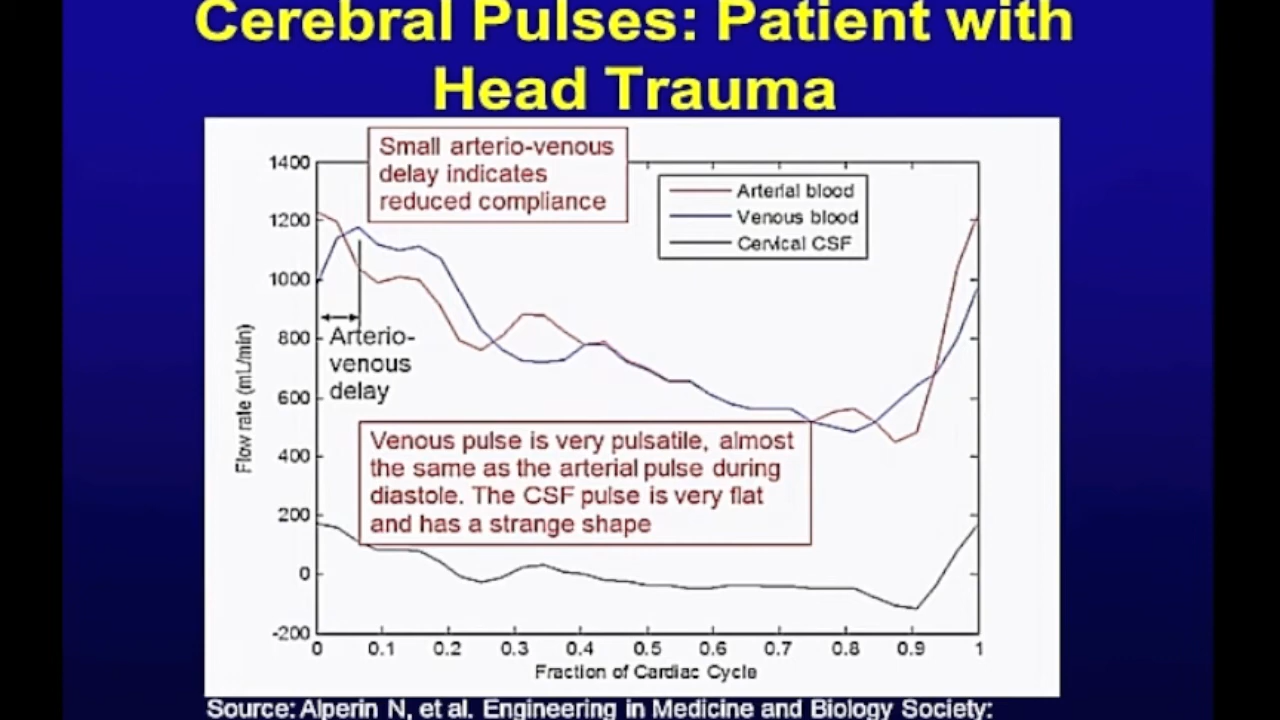 Cerebral Pulses: Patient with
Head Trauma
Small arterio-venous
delay indicates
reduced compliance
Arterial blood
Venous blood
Cervical CSF
1400
1200
1000
800
600
400
200
0
-200
Flow rate (mL/min)
Arterio-
venous
delay
Venous pulse is very pulsatile, almost
the same as the arterial pulse during
diastole. The CSF pulse is very flat
and has a strange shape
0 0.1 0.2 0.3 0.4 0.5 0.6 0.7 0.8 0.9 1
Fraction of Cardiac Cycle
Source: Alperin N, et al. Engineering in Medicine and Biology Society: